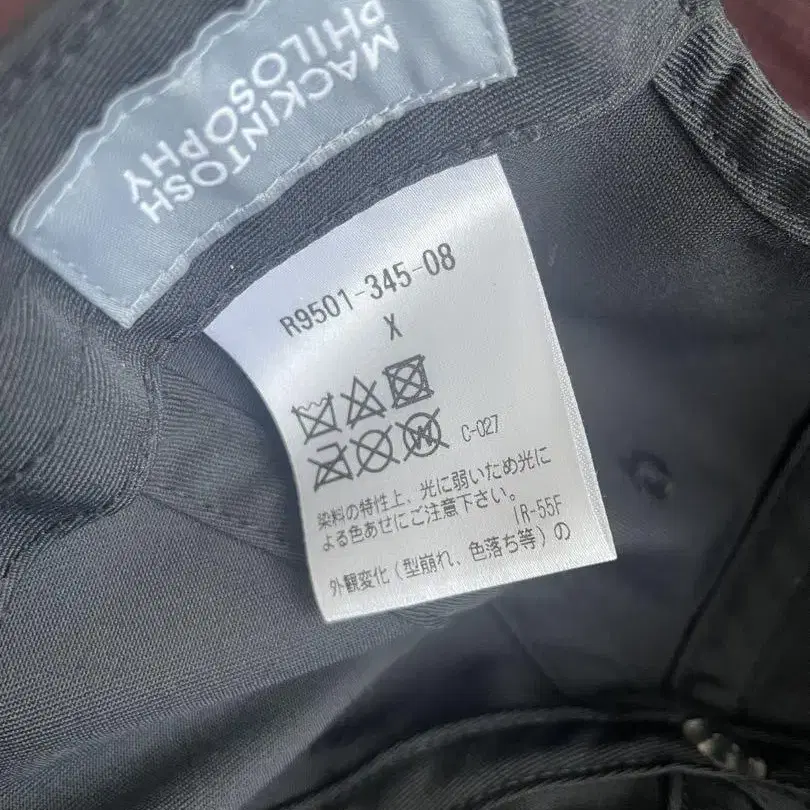 MACKINTOSH
PHILOSOPHY
R9501-345-08
X
W
C-027
染料の特性上、光に弱いため光に
よる色あせにご注意下さい。
IR-55F
外観変化(型崩れ、色落ち等)の